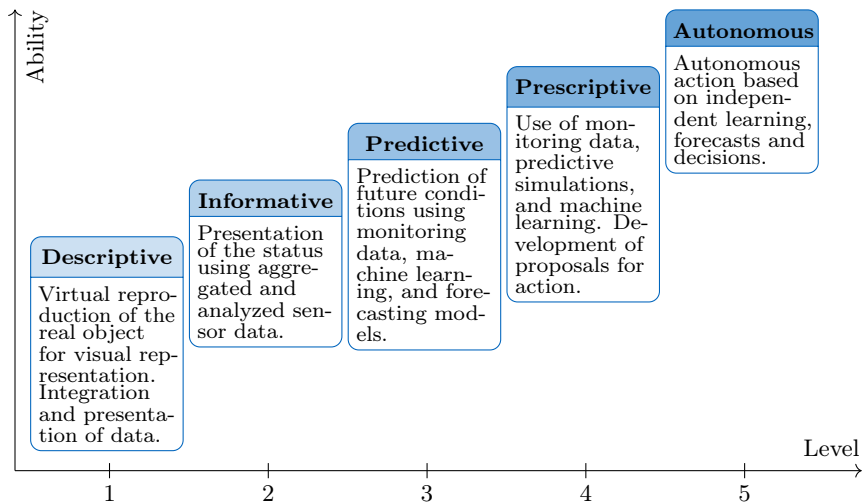 Ability
Autonomous
Autonomous
action based
on indepen-
dent learning,
forecasts and
decisions.
Prescriptive
Use of mon-
itoring data,
predictive
simulations,
and machine
learning. De-
velopment of
proposals for
action.
Predictive
Prediction of
future condi-
tions using
monitoring
data, ma-
chine learn-
ing, and fore-
casting mod-
els.
Informative
Presentation
of the status
using aggre-
gated and
analyzed sen-
sor data.
Descriptive
Virtual repro-
duction of the
real object
for visual rep-
resentation.
Integration
and presenta-
tion of data.
Level
1 2 3 4 5